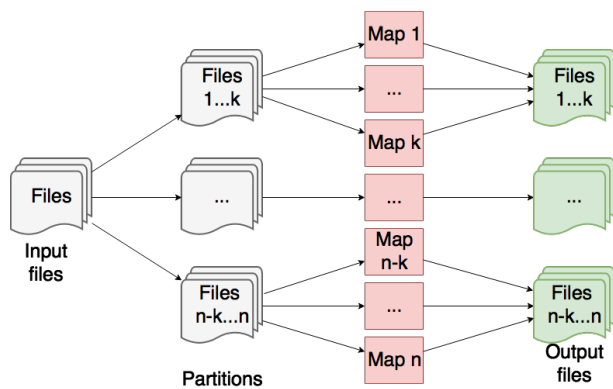 Files
Input
files
Files
1...k
...
Files
n-k...n
Partitions
Map 1
...
Map k
...
Map
n-k
...
Map n
Files
1...k
...
Files
n-k...n
Output
files